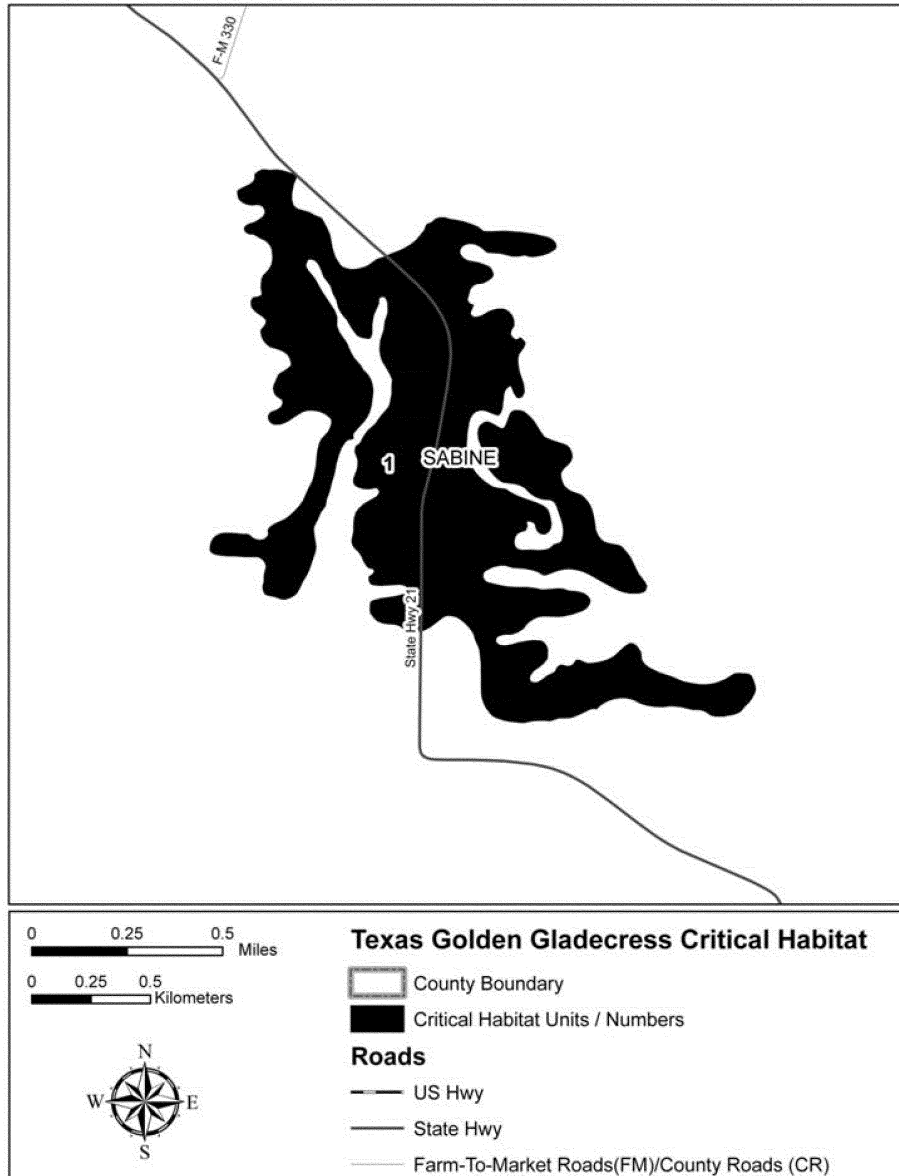 F-M 330
1
SABINE
State Hwy 21
0 0.25 0.5
Miles
0 0.25 0.5
Kilometers
N
W E
S
Texas Golden Gladecress Critical Habitat
County Boundary
Critical Habitat Units / Numbers
Roads
US Hwy
State Hwy
Farm-To-Market Roads(FM)/County Roads (CR)